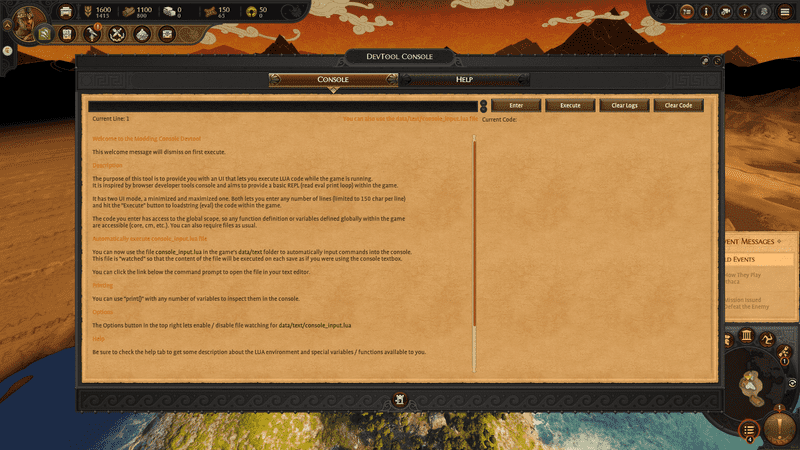 1600
1415
1100
800
0
0
150
65
50
0
DevTool Console
Console
Help
Enter
Execute
Clear Logs
Clear Code
Current Line: 1
You can also use the data/text/console_input.lua file
Current Code:
Welcome to the Modding Console Devtool
This welcome message will dismiss on first execute.
Description
The purpose of this tool is to provide you with an UI that lets you execute LUA code while the game is running.
It is inspired by browser developer tools console and aims to provide a basic REPL (read eval print loop) within the game.
It has two UI mode, a minimized and maximized one. Both lets you enter any number of lines (limited to 150 char per line)
and hit the "Execute" button to loadstring (eval) the code within the game.
The code you enter has access to the global scope, so any function definition or variables defined globally within the game
are accessible (core, cm, etc.). You can also require files as usual.
Automatically execute console_input.lua file
You can now use the file console_input.lua in the game's data/text folder to automatically input commands into the console.
This file is "watched" so that the content of the file will be executed on each save as if you were using the console textbox.
You can click the link below the command prompt to open the file in your text editor.
Printing
You can use "print()" with any number of variables to inspect them in the console.
Options
The Options button in the top right lets enable / disable file watching for data/text/console_input.lua
Help
Be sure to check the help tab to get some description about the LUA environment and special variables / functions available to you.
vent Messages
ld Events
How They Play
thaca
Mission Issued
Defeat the Enemy
1
1
4